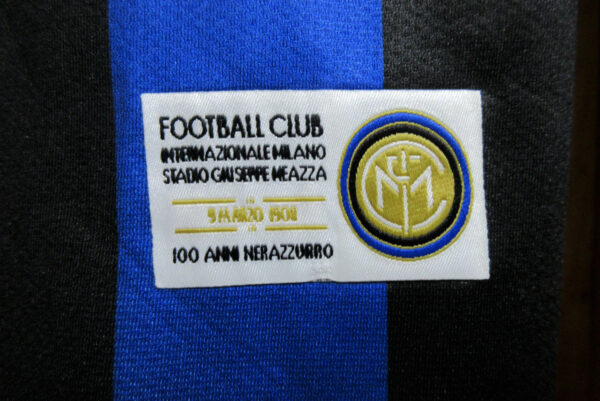 FOOTBALL CLUB
INTERNAZIONALE MILANO
STADIO GIUSEPPE MEAZZA
9 MARZO 1908
100 ANNI NERAZZURRO